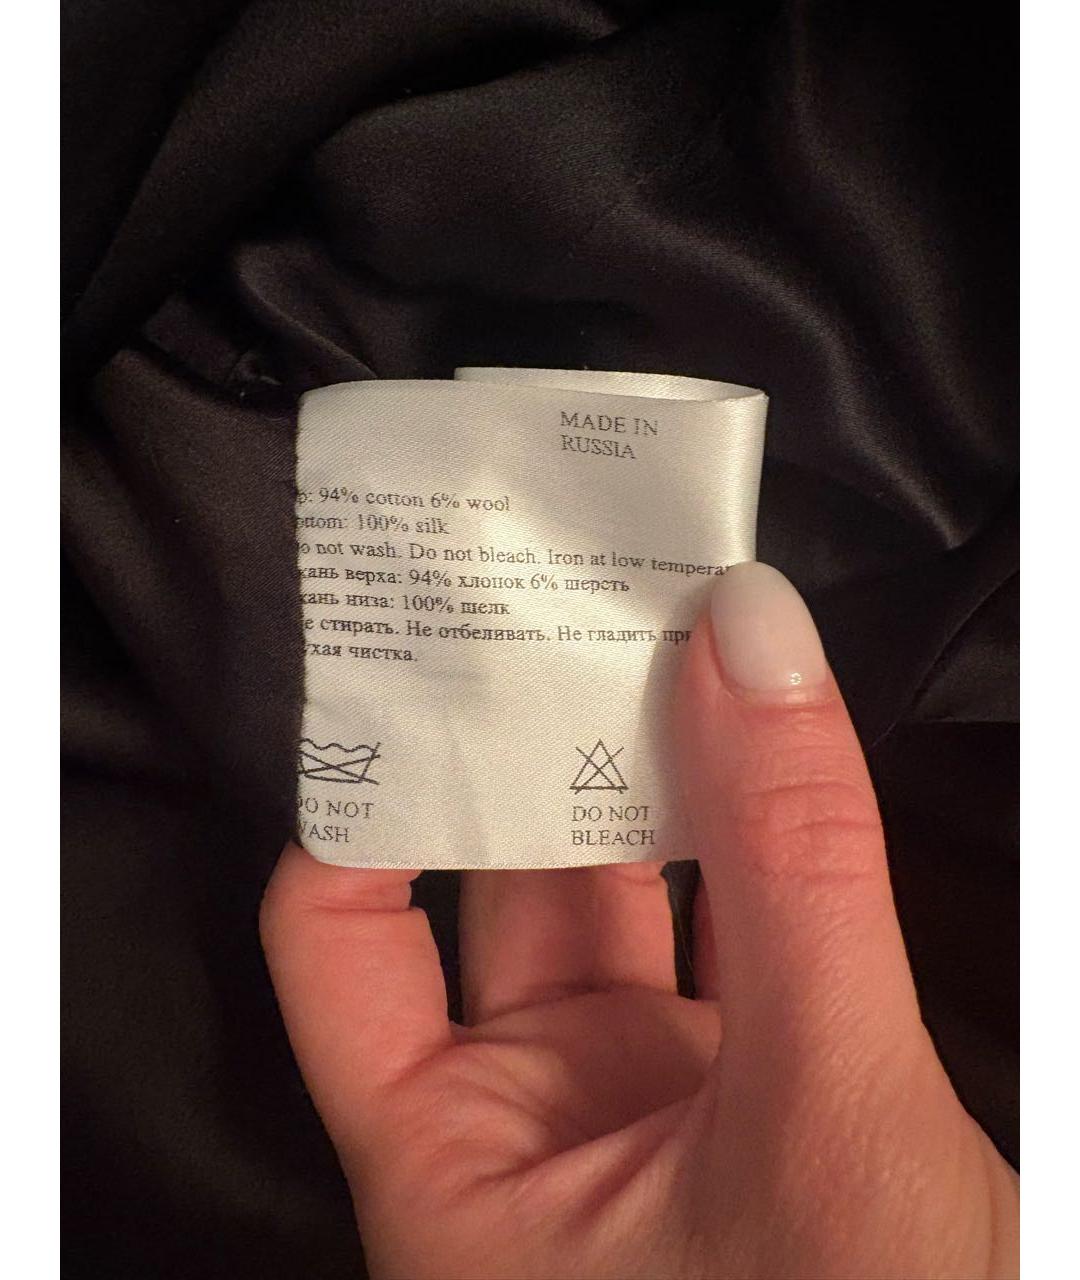 MADE IN
RUSSIA
p: 94% cotton 6% wool
ottom: 100% silk
o not wash. Do not bleach. Iron at low tempera
кань верха: 94% хлопок 6% шерсть
кань низа: 100% шелк
е стирать. Не отбеливать. Не гладить при
ухая чистка.
DO NOT
WASH
DO NOT
BLEACH